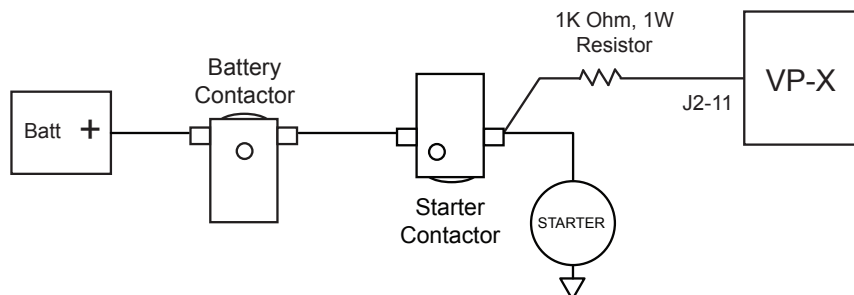 1K Ohm, 1W
Resistor
VP-X
J2-11
Battery
Contactor
Batt +
Starter
Contactor
STARTER